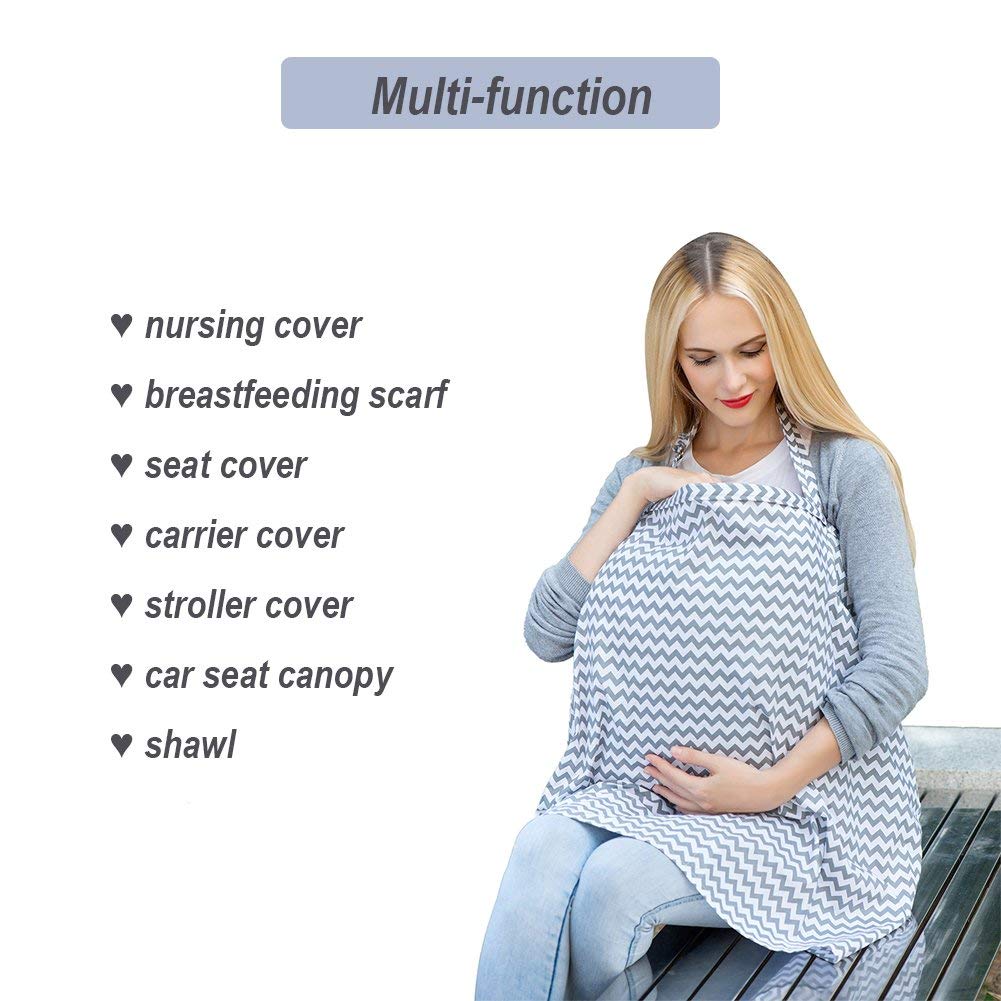 Multi-function
♥ nursing cover
♥ breastfeeding scarf
♥ seat cover
♥ carrier cover
♥ stroller cover
♥ car seat canopy
♥ shawl